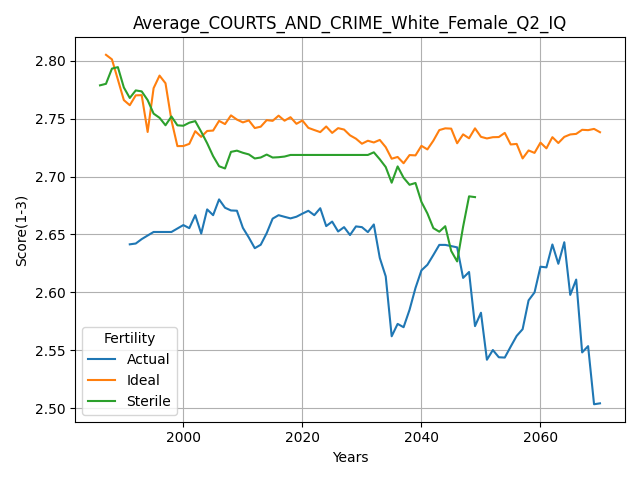 Average_COURTS_AND_CRIME_White_Female_Q2_IQ
2.80
2.75
2.70
2.65
2.60
2.55
2.50
Score(1-3)
Fertility
Actual
Ideal
Sterile
2000 2020 2040 2060
Years